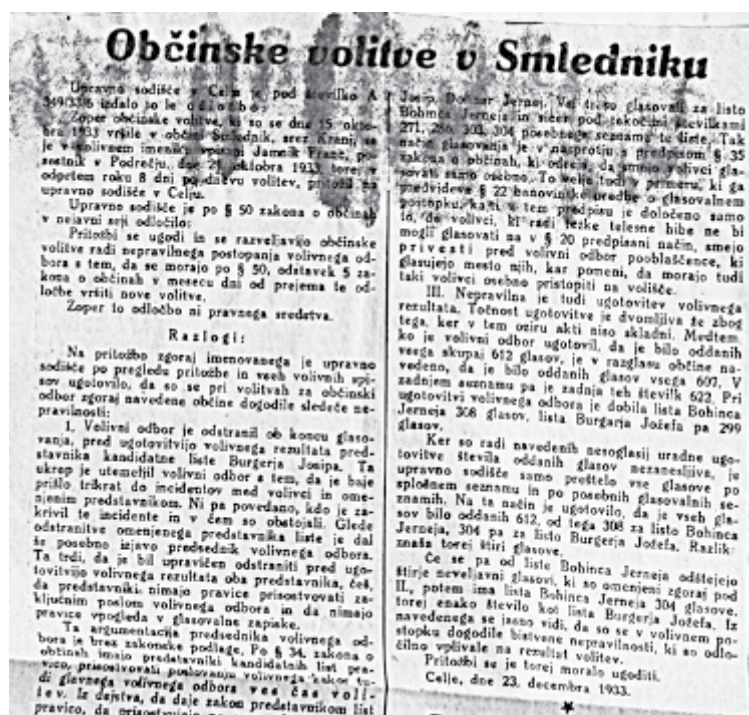 Občinske volitve v Smledniku
Upravno sodišče v Celju je pod številko A
349/33/6 izdalo to le odločbo:
Zoper občinske volitve, ki so se dne 15. okto-
bra 1933 vršile v občini Smlednik, srez Kranj, se
je v volivnem imeniku vpisani Jamnik Franc, po-
sestnik v Podrečju, dne 21. oktobra 1933, torej v
odpetem roku 8 dni po dnevu volitev, pritožil na
upravno sodišče v Celju.
Upravno sodišče je po § 50 zakona o občinah
v nejavni seji odločilo:
Pritožbi se ugodi in se razveljavijo občinske
volitve radi nepravilnega postopanja volivnega od-
bora s tem, da se morajo po § 50, odstavek 5 za-
kona o občinah v mesecu dni od prejema te od-
ločbe vršiti nove volitve.
Zoper to odločbo ni pravnega sredstva.
Razlogi:
Na pritožbo zgoraj imenovanega je upravno
sodišče po pregledu pritožbe in vseh volivnih spi-
sov ugotovilo, da so se pri volitvah za občinski
odbor zgoraj navedene občine dogodile sledeče ne-
pravilnosti:
I. Volivni odbor je odstranil ob koncu glaso-
vanja, pred ugotovitvijo volivnega rezultata pred-
stavnika kandidatne liste Burgerja Josipa. Ta
ukrep je utemeljil volivni odbor s tem, da je baje
prišlo trikrat do incidentov med volivci in ome-
njenim predstavnikom. Ni pa povedano, kdo je za-
krivil te incidente in v čem so obstojali. Glede
odstranitve omenjenega predstavnika liste je dal
še posebno izjavo predsednik volivnega odbora.
Ta trdi, da je bil upravičen odstraniti pred ugo-
tovitvijo volivnega rezultata oba predstavnika, češ,
da predstavniki nimajo pravice prisostvovati za-
ključnim poslom volivnega odbora in da nimajo
pravice vpogleda v glasovalne zapiske.
Ta argumentacija predsednika volivnega od-
bora je brez zakonske podlage. Po § 34. zakona o
občinah imajo predstavniki kandidatnih list pra-
vico, prisostvovati poslovanju volivnega kakor tu-
di glavnega volivnega odbora ves čas voli-
tev. Iz dejstva, da daje zakon predstavnikom list
pravico, da prisostvujejo
Josip, Dolinar Jernej. Vsi ti so glasovali za listo
Bohinca Jerneja in sicer pod tekočimi številkami
271, 280, 303, 304 posebnega seznama te liste. Tak
način glasovanja je v nasprotju s predpisom § 35
zakona o občinah, ki odreja, da smejo volivci gla-
sovati samo osebno. To velja tudi v primeru, ki ga
predvideva § 22 banovinske uredbe o glasovalnem
postopku, kajti v tem predpisu je določeno samo
to, da volivci, ki radi težke telesne hibe ne bi
mogli glasovati na v § 20 predpisani način, smejo
privesti pred volivni odbor pooblaščence, ki
glasujejo mesto njih, kar pomeni, da morajo tudi
taki volivci osebno pristopiti na volišče.
III. Nepravilna je tudi ugotovitev volivnega
rezultata. Točnost ugotovitve je dvomljiva že zbog
tega, ker v tem oziru akti niso skladni. Medtem
ko je volivni odbor ugotovil, da je bilo oddanih
vsega skupaj 612 glasov, je v razglasu občine na-
vedeno, da je bilo oddanih glasov vsega 607. V
zadnjem seznamu pa je zadnja teh številk 622. Pri
ugotovitvi volivnega odbora je dobila lista Bohinca
Jerneja 308 glasov, lista Burgarja Jožefa pa 299
glasov.
Ker so radi navedenih nesoglasij uradne ugo-
tovitve števila oddanih glasov nezanesljiva, je
upravno sodišče samo preštelo vse glasove po
splošnem seznamu in po posebnih glasovalnih se-
znamih. Na ta način je ugotovilo, da je vseh gla-
sov bilo oddanih 612, od tega 308 za listo Bohinca
Jerneja, 304 pa za listo Burgerja Jožefa. Razlika
znaša torej štiri glasove.
Če se pa od liste Bohinca Jerneja odštejejo
štirje neveljavni glasovi, ki so omenjeni zgoraj pod
II., potem ima lista Bohinca Jerneja 304 glasove,
torej enako število kot lista Burgerja Jožefa. Iz
navedenega se jasno vidi, da so se v volivnem po-
stopku dogodile bistvene nepravilnosti, ki so odlo-
čilno vplivale na rezultat volitev.
Pritožbi se je torej moralo ugoditi.
Celje, dne 23. decembra 1933.